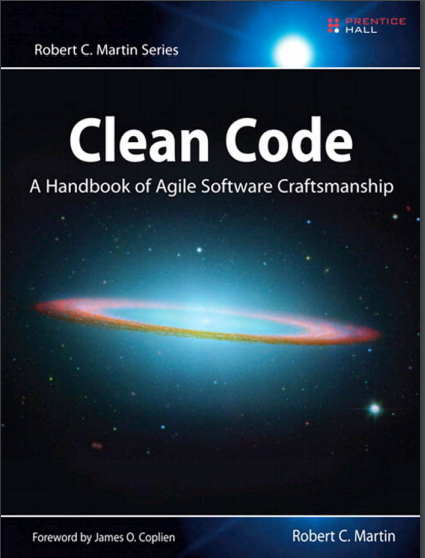 PRENTICE
HALL
Robert C. Martin Series
Clean Code
A Handbook of Agile Software Craftsmanship
Foreword by James O. Coplien
Robert C. Martin